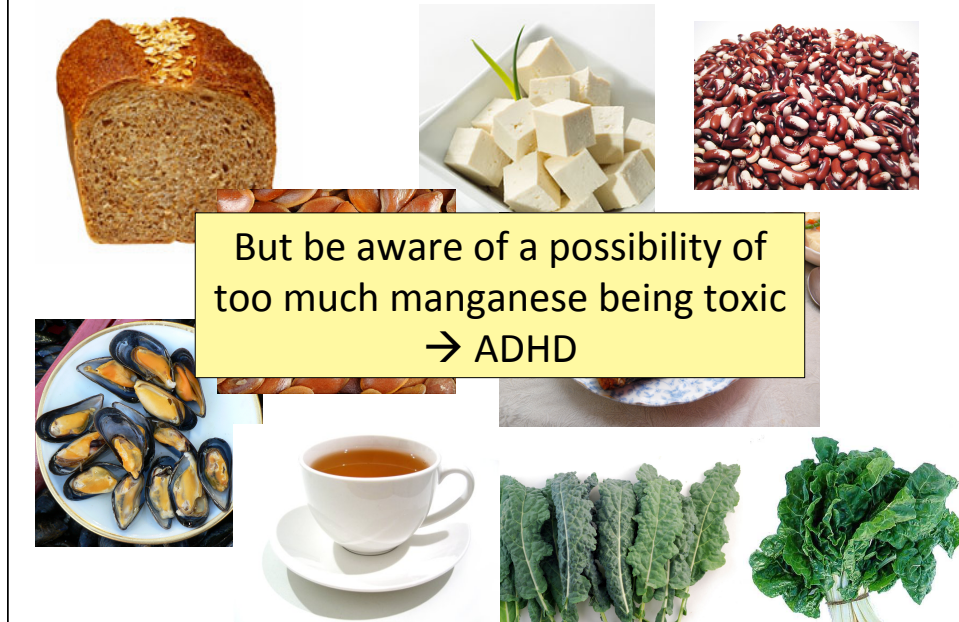 But be aware of a possibility of
too much manganese being toxic
→ ADHD